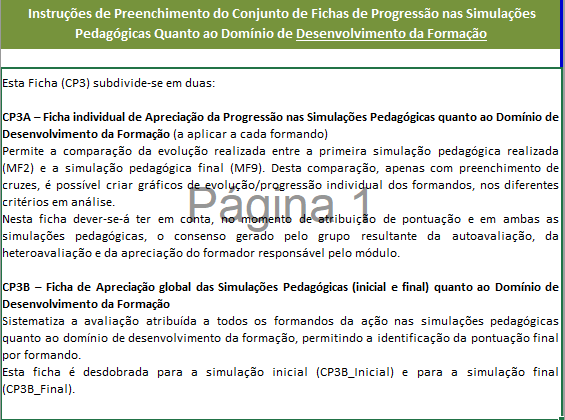 Instruções de Preenchimento do Conjunto de Fichas de Progressão nas Simulações
Pedagógicas Quanto ao Domínio de Desenvolvimento da Formação
Esta Ficha (CP3) subdivide-se em duas:
CP3A – Ficha individual de Apreciação da Progressão nas Simulações Pedagógicas quanto ao Domínio de
Desenvolvimento da Formação (a aplicar a cada formando)
Permite a comparação da evolução realizada entre a primeira simulação pedagógica realizada
(MF2) e a simulação pedagógica final (MF9). Desta comparação, apenas com preenchimento de
cruzes, é possível criar gráficos de evolução/progressão individual dos formandos, nos diferentes
critérios em análise.
Página 1
Nesta ficha dever-se-á ter em conta, no momento de atribuição de pontuação e em ambas as
simulações pedagógicas, o consenso gerado pelo grupo resultante da autoavaliação, da
heteroavaliação e da apreciação do formador responsável pelo módulo.
CP3B – Ficha de Apreciação global das Simulações Pedagógicas (inicial e final) quanto ao Domínio de
Desenvolvimento da Formação
Sistematiza a avaliação atribuída a todos os formandos da ação nas simulações pedagógicas
quanto ao domínio de desenvolvimento da formação, permitindo a identificação da pontuação final
por formando.
Esta ficha é desdobrada para a simulação inicial (CP3B_Inicial) e para a simulação final
(CP3B_Final).